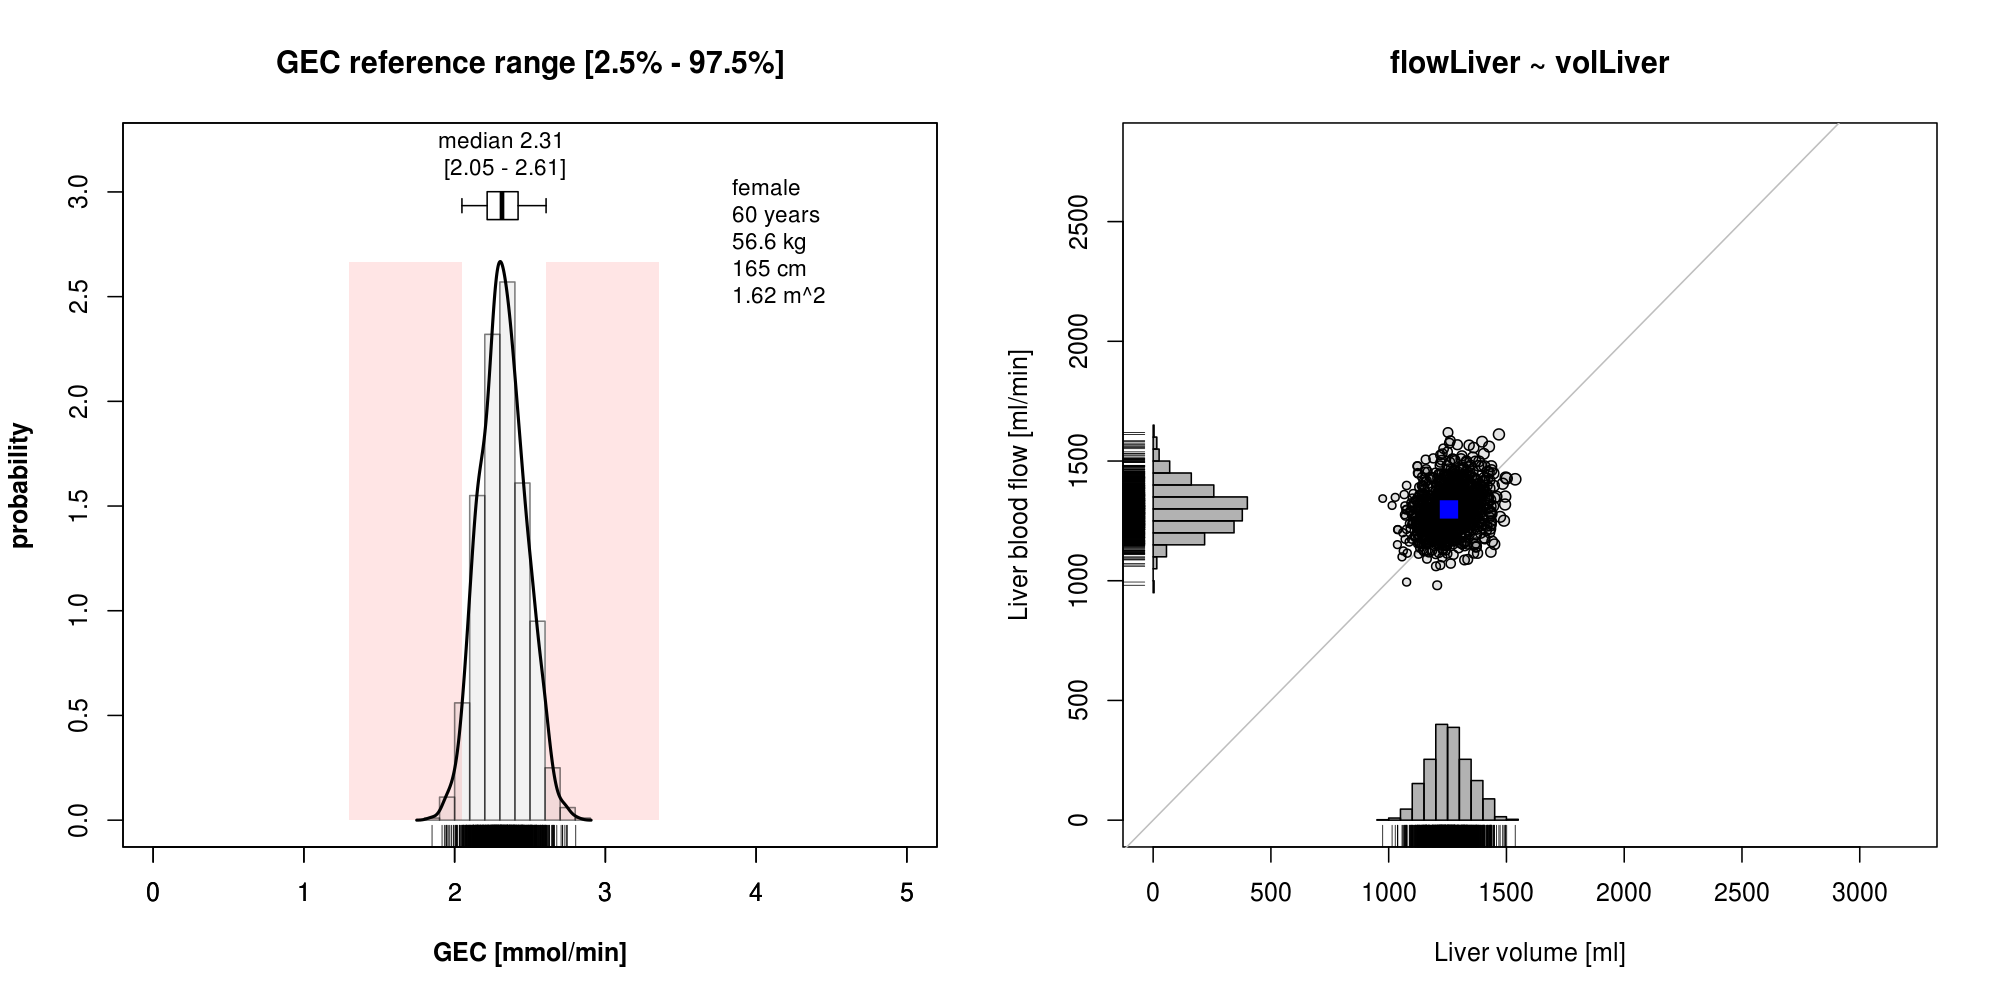 GEC reference range [2.5% - 97.5%]
median 2.31
[2.05 - 2.61]
female
60 years
56.6 kg
165 cm
1.62 m^2
probability
0.0
0.5
1.0
1.5
2.0
2.5
3.0
0 1 2 3 4 5
GEC [mmol/min]
flowLiver ~ volLiver
Liver blood flow [ml/min]
0
500
1000
1500
2000
2500
0 500 1000 1500 2000 2500 3000
Liver volume [ml]